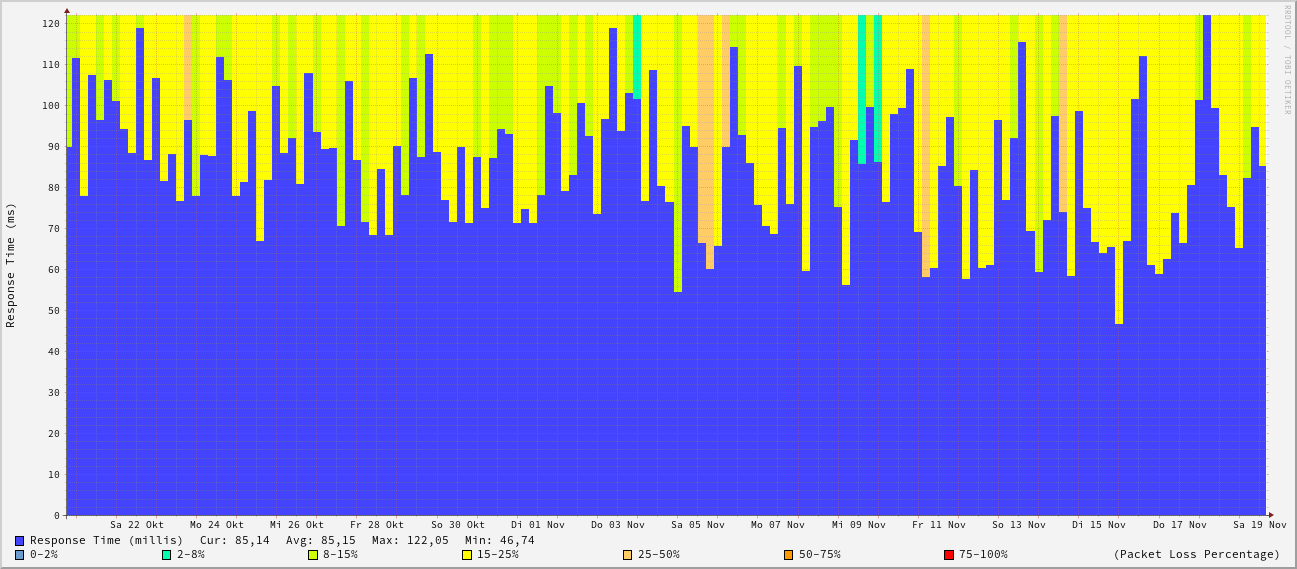 RRDTOOL / TOBI OETIKER
Response Time (ms)
120
110
100
90
80
70
60
50
40
30
20
10
0
Sa 22 Okt Mo 24 Okt Mi 26 Okt Fr 28 Okt So 30 Okt Di 01 Nov Do 03 Nov Sa 05 Nov Mo 07 Nov Mi 09 Nov Fr 11 Nov So 13 Nov Di 15 Nov Do 17 Nov Sa 19 Nov
Response Time (millis) Cur: 85,14 Avg: 85,15 Max: 122,05 Min: 46,74
0-2% 2-8% 8-15% 15-25% 25-50% 50-75% 75-100% (Packet Loss Percentage)